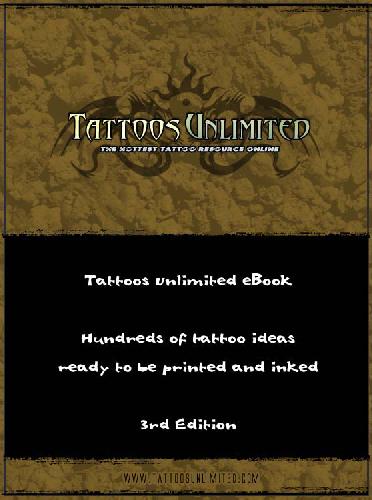 TATTOOS UNLIMITED
THE HOTTEST TATTOO RESOURCE ONLINE
Tattoos Unlimited eBook
Hundreds of tattoo ideas
ready to be printed and inked
3rd Edition
WWW.TATTOOSUNLIMITED.COM